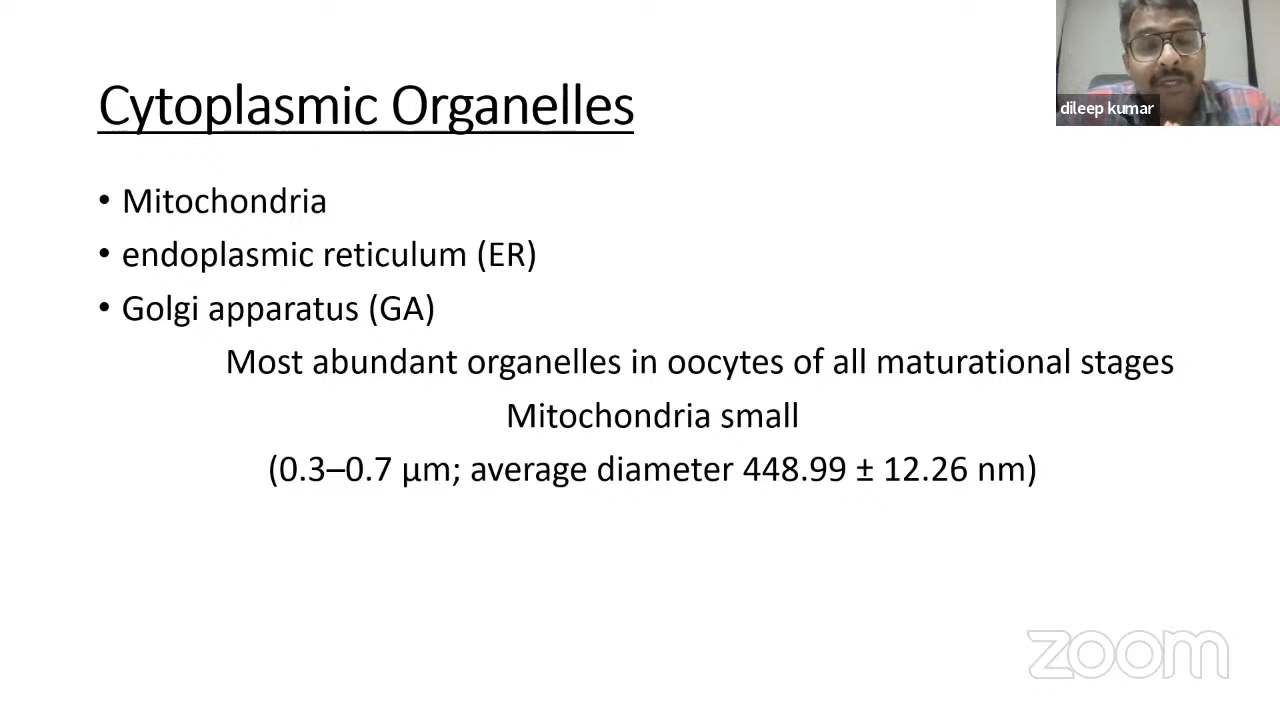 Cytoplasmic Organelles
dileep kumar
• Mitochondria
• endoplasmic reticulum (ER)
• Golgi apparatus (GA)
Most abundant organelles in oocytes of all maturational stages
Mitochondria small
(0.3–0.7 μm; average diameter 448.99 ± 12.26 nm)
zoom